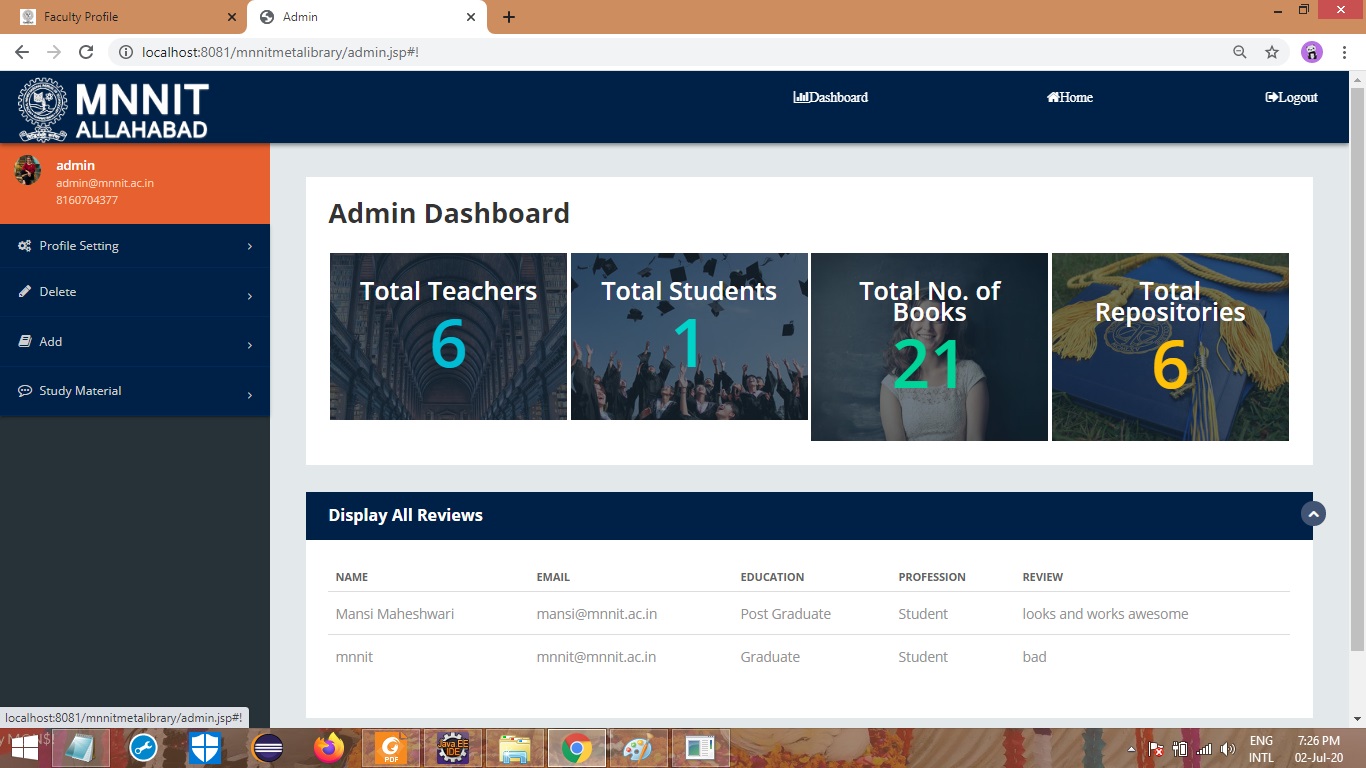 Faculty Profile
Admin
localhost:8081/mnnitmetalibrary/admin.jsp#!
MNNIT
ALLAHABAD
Dashboard
Home
Logout
admin
admin@mnnit.ac.in
8160704377
Profile Setting
Delete
Add
Study Material
Admin Dashboard
Total Teachers
6
Total Students
1
Total No. of
Books
21
Total
Repositories
6
Display All Reviews
NAME EMAIL EDUCATION PROFESSION REVIEW
Mansi Maheshwari mansi@mnnit.ac.in Post Graduate Student looks and works awesome
mnnit mnnit@mnnit.ac.in Graduate Student bad
localhost:8081/mnnitmetalibrary/admin.jsp#!
PDF
Java EE
IDE
ENG
INTL
7:26 PM
02-Jul-20